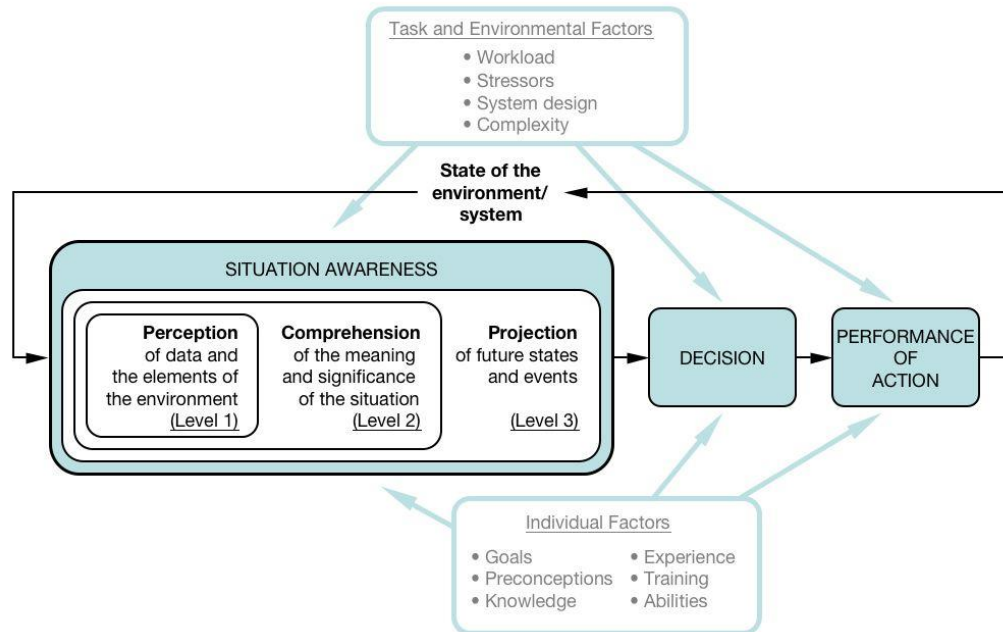 Task and Environmental Factors
• Workload
• Stressors
• System design
• Complexity
State of the
environment/
system
SITUATION AWARENESS
Perception
of data and
the elements of
the environment
(Level 1)
Comprehension
of the meaning
and significance
of the situation
(Level 2)
Projection
of future states
and events
(Level 3)
DECISION
PERFORMANCE
OF
ACTION
Individual Factors
• Goals
• Preconceptions
• Knowledge
• Experience
• Training
• Abilities